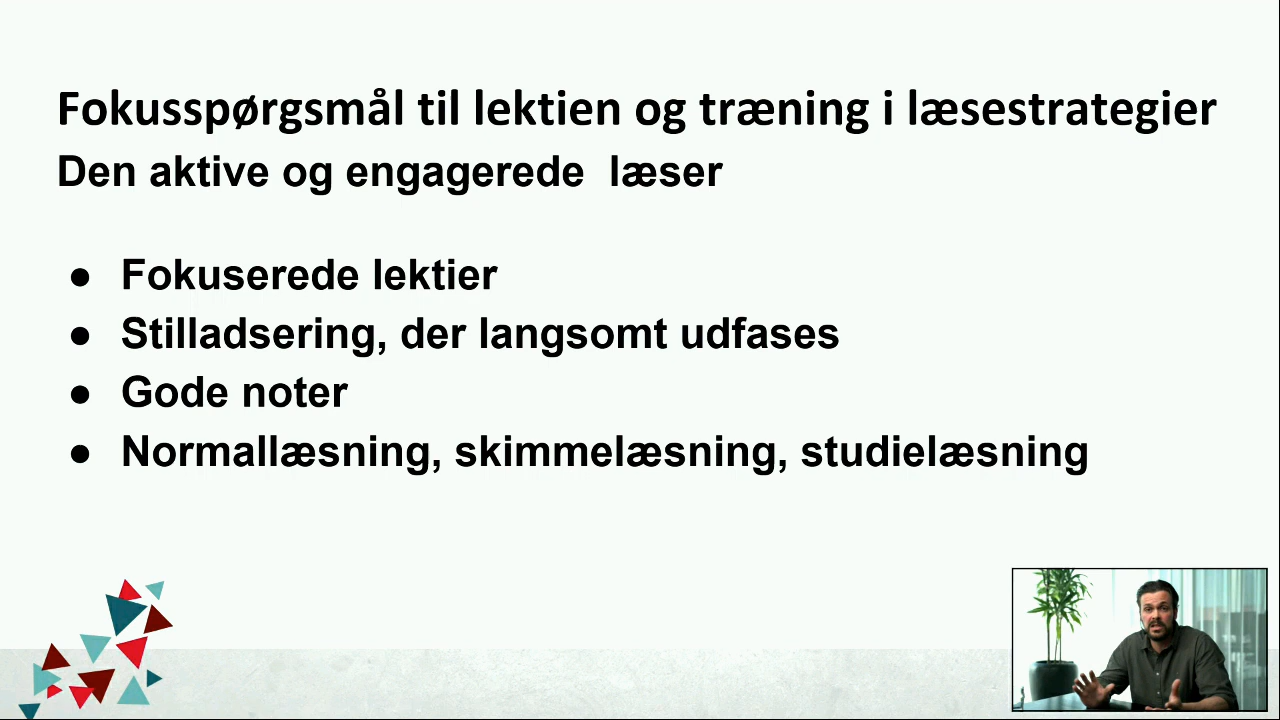 Fokusspørgsmål til lektien og træning i læsestrategier
Den aktive og engagerede læser
● Fokuserede lektier
● Stilladsering, der langsomt udfases
● Gode noter
● Normallæsning, skimmelæsning, studielæsning